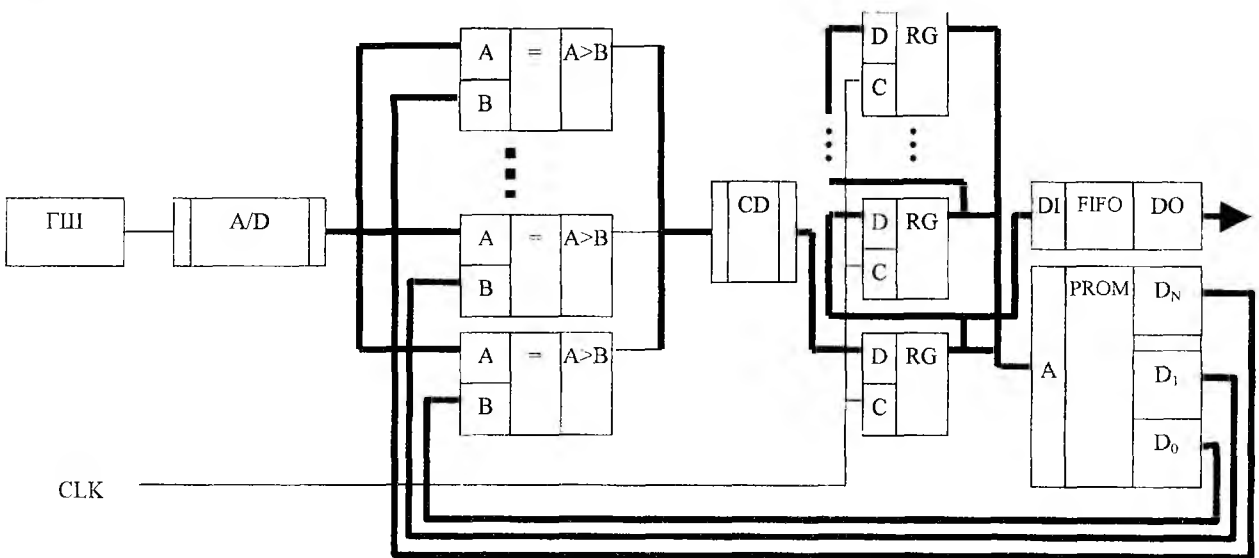 A = A>B
B
D RG
C
ГШ
A/D
A = A>B
B
CD
D RG
C
DI FIFO DO
A = A>B
B
D RG
C
A PROM D_N
D_1
D_0
CLK